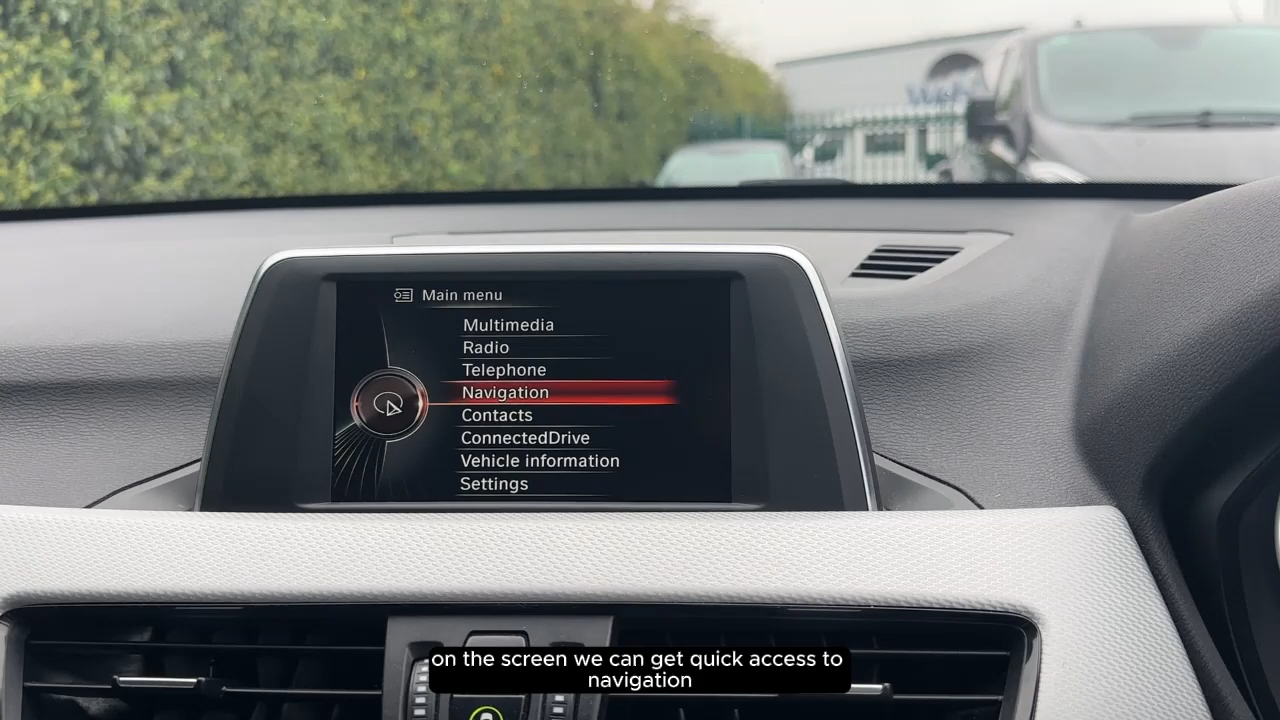 Main menu
Multimedia
Radio
Telephone
Navigation
Contacts
ConnectedDrive
Vehicle information
Settings
on the screen we can get quick access to
navigation